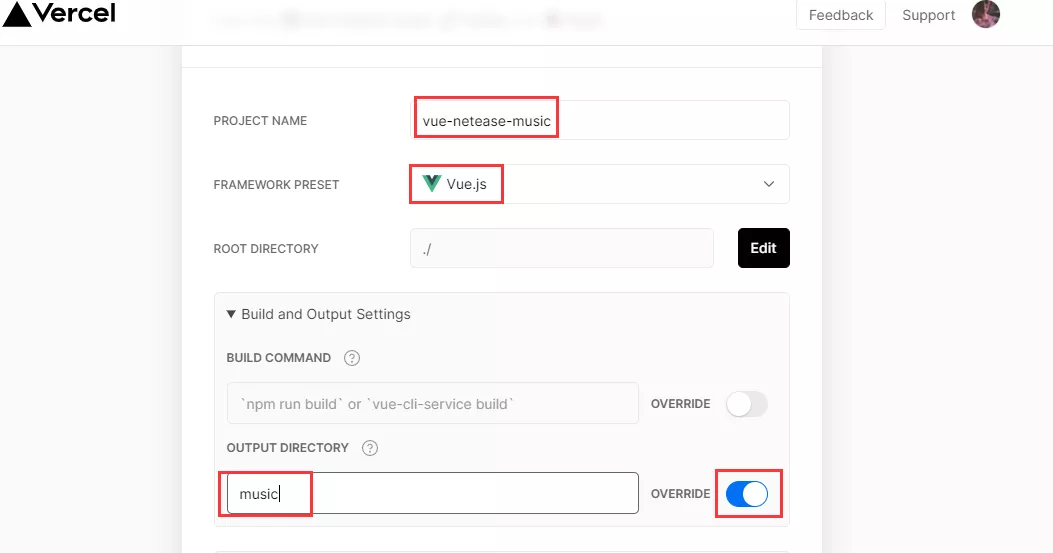 Vercel
Feedback Support
PROJECT NAME
vue-netease-music
FRAMEWORK PRESET
Vue.js
ROOT DIRECTORY
./
Edit
Build and Output Settings
BUILD COMMAND ?
`npm run build` or `vue-cli-service build`
OVERRIDE
OUTPUT DIRECTORY ?
music
OVERRIDE